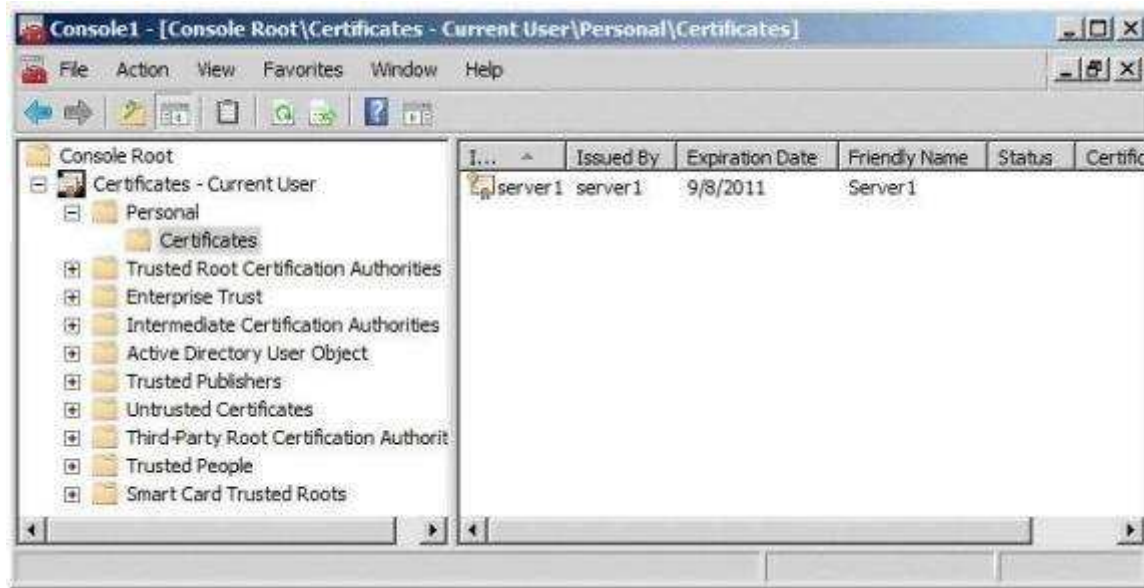 Console1 - [Console Root\Certificates - Current User\Personal\Certificates]
File Action View Favorites Window Help
Console Root
Certificates - Current User
Personal
Certificates
Trusted Root Certification Authorities
Enterprise Trust
Intermediate Certification Authorities
Active Directory User Object
Trusted Publishers
Untrusted Certificates
Third-Party Root Certification Authorit
Trusted People
Smart Card Trusted Roots
I... Issued By Expiration Date Friendly Name Status Certific
server1 server1 9/8/2011 Server1